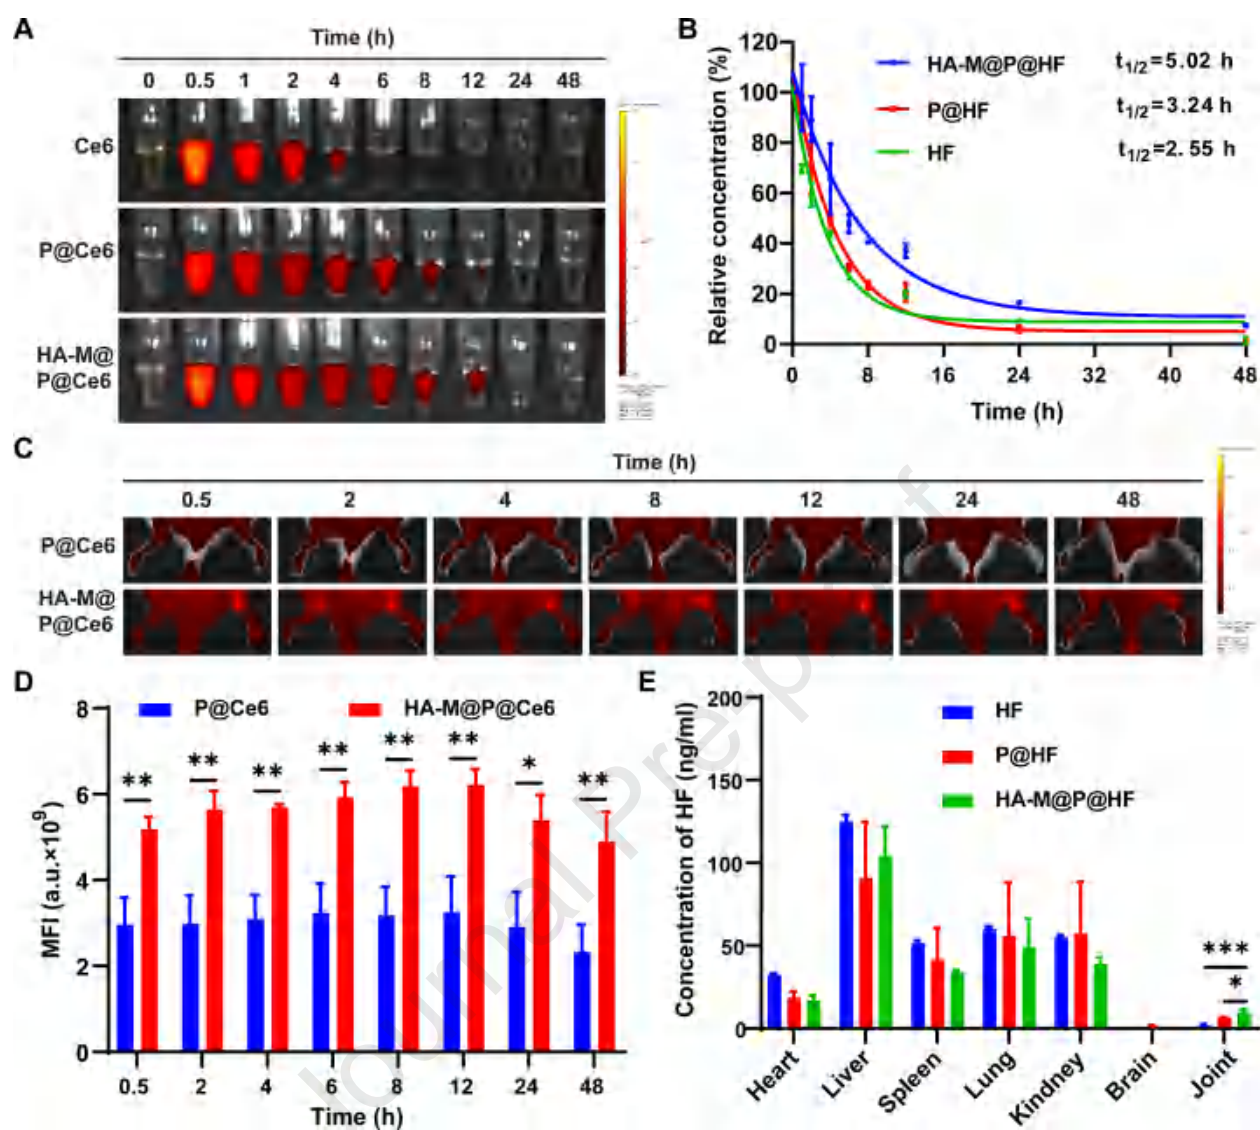 A
Time (h)
0 0.5 1 2 4 6 8 12 24 48
Ce6
P@Ce6
HA-M@
P@Ce6
B
120
100
80
60
40
20
0
Relative concentration (%)
HA-M@P@HF t1/2=5.02 h
P@HF t1/2=3.24 h
HF t1/2=2.55 h
0 8 16 24 32 40 48
Time (h)
C
Time (h)
0.5 2 4 8 12 24 48
P@Ce6
HA-M@
P@Ce6
D
P@Ce6 HA-M@P@Ce6
8
6
4
2
0
MFI (a.u.×10⁹)
** ** ** ** ** ** * **
0.5 2 4 6 8 12 24 48
Time (h)
E
200
150
100
50
0
Concentration of HF (ng/ml)
HF
P@HF
HA-M@P@HF
***
*
Heart Liver Spleen Lung Kindney Brain Joint
Journal Pre-proof